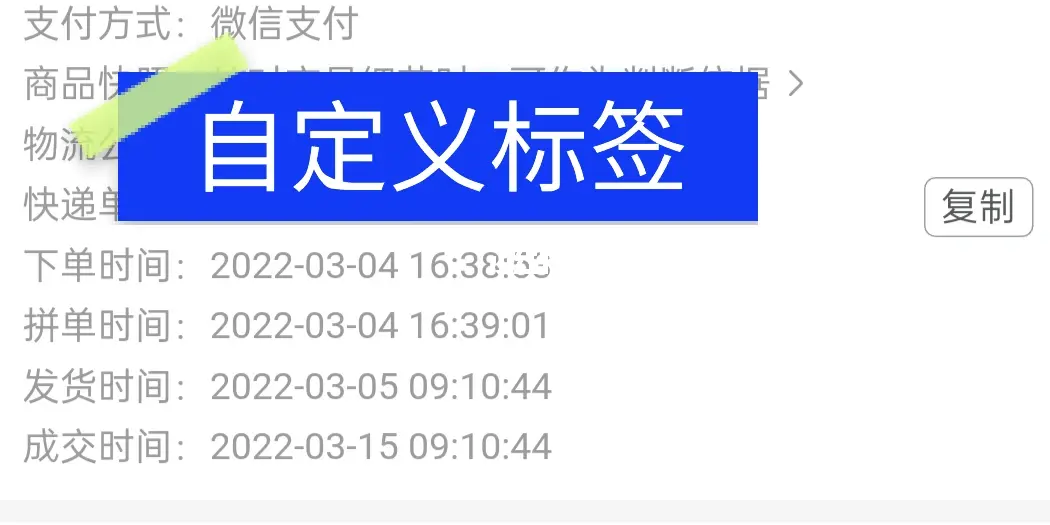 支付方式：微信支付
商品快
自定义标签
物流
快递单
复制
下单时间：2022-03-04 16:38:
拼单时间：2022-03-04 16:39:01
发货时间：2022-03-05 09:10:44
成交时间：2022-03-15 09:10:44